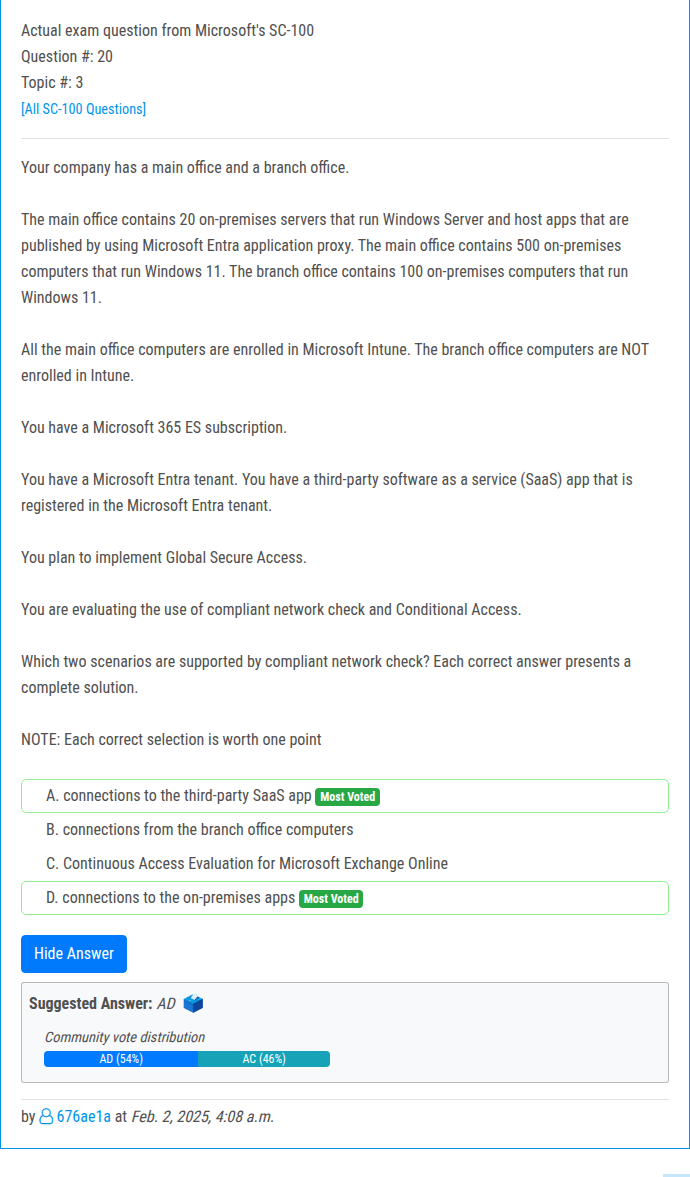 Actual exam question from Microsoft's SC-100
Question #: 20
Topic #: 3
[All SC-100 Questions]
Your company has a main office and a branch office.
The main office contains 20 on-premises servers that run Windows Server and host apps that are
published by using Microsoft Entra application proxy. The main office contains 500 on-premises
computers that run Windows 11. The branch office contains 100 on-premises computers that run
Windows 11.
All the main office computers are enrolled in Microsoft Intune. The branch office computers are NOT
enrolled in Intune.
You have a Microsoft 365 ES subscription.
You have a Microsoft Entra tenant. You have a third-party software as a service (SaaS) app that is
registered in the Microsoft Entra tenant.
You plan to implement Global Secure Access.
You are evaluating the use of compliant network check and Conditional Access.
Which two scenarios are supported by compliant network check? Each correct answer presents a
complete solution.
NOTE: Each correct selection is worth one point
A. connections to the third-party SaaS app Most Voted
B. connections from the branch office computers
C. Continuous Access Evaluation for Microsoft Exchange Online
D. connections to the on-premises apps Most Voted
Hide Answer
Suggested Answer: AD
Community vote distribution
AD (54%) AC (46%)
by 676ae1a at Feb. 2, 2025, 4:08 a.m.